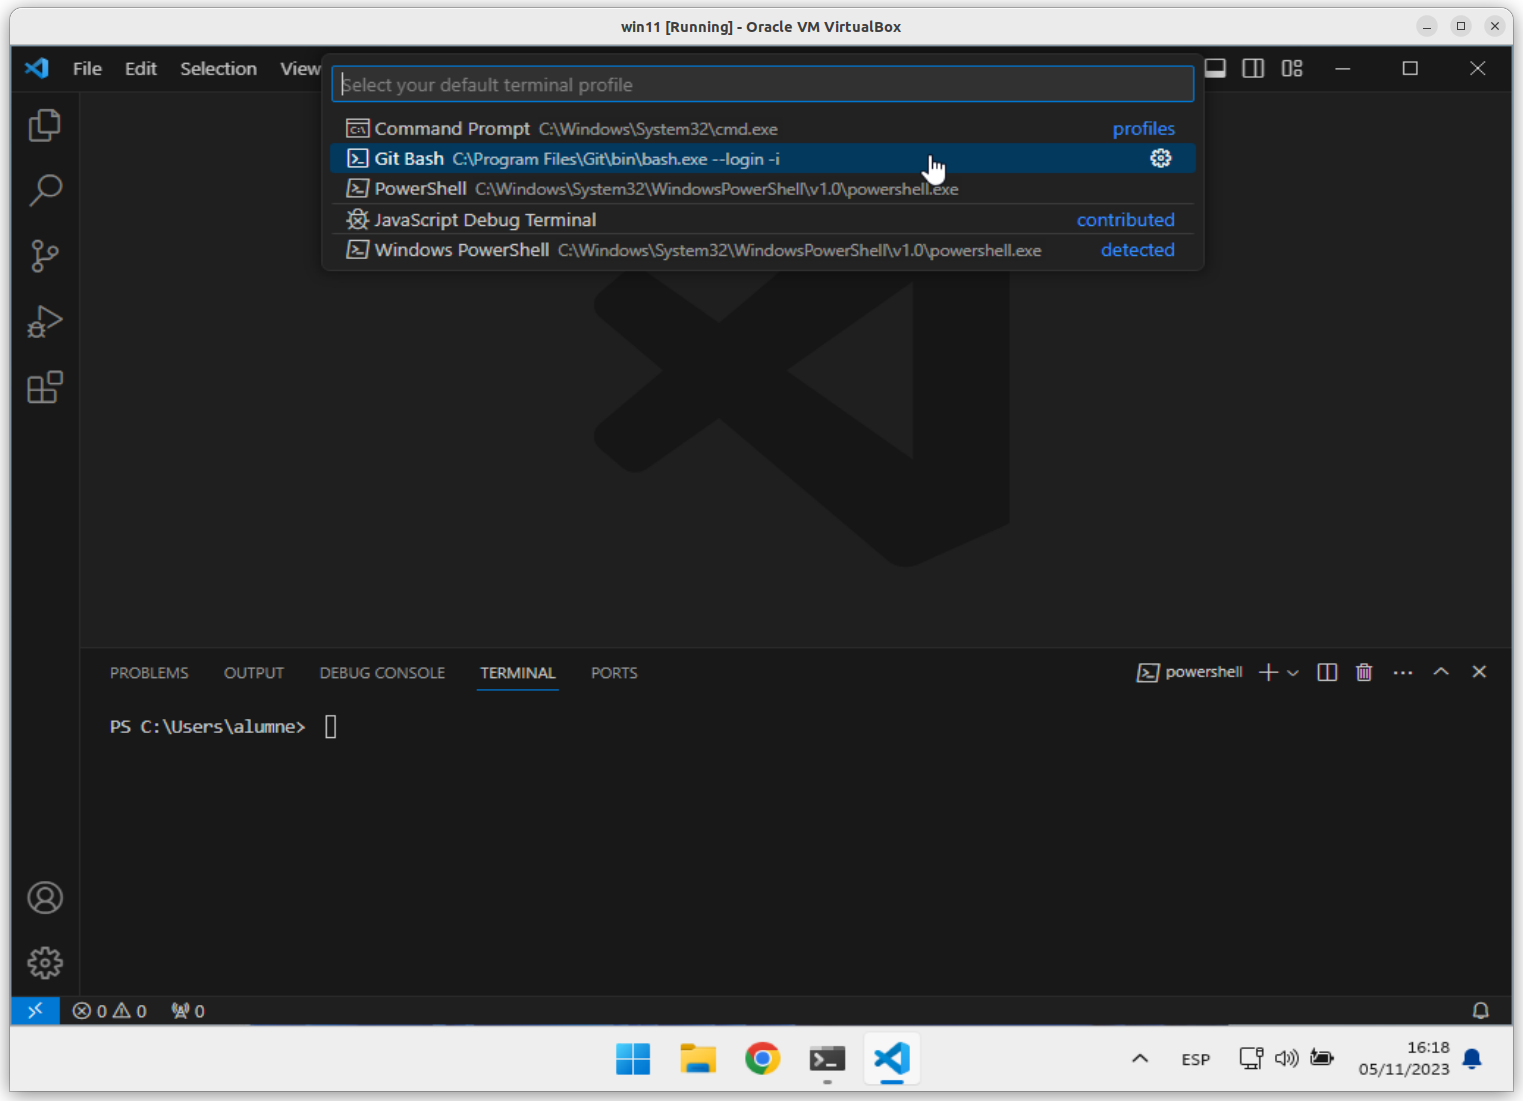 win11 [Running] - Oracle VM VirtualBox
File Edit Selection View
Select your default terminal profile
Command Prompt C:\Windows\System32\cmd.exe profiles
Git Bash C:\Program Files\Git\bin\bash.exe --login -i
PowerShell C:\Windows\System32\WindowsPowerShell\v1.0\powershell.exe
JavaScript Debug Terminal contributed
Windows PowerShell C:\Windows\System32\WindowsPowerShell\v1.0\powershell.exe detected
PROBLEMS OUTPUT DEBUG CONSOLE TERMINAL PORTS powershell
PS C:\Users\alumne>
0 0 0
ESP
16:18
05/11/2023